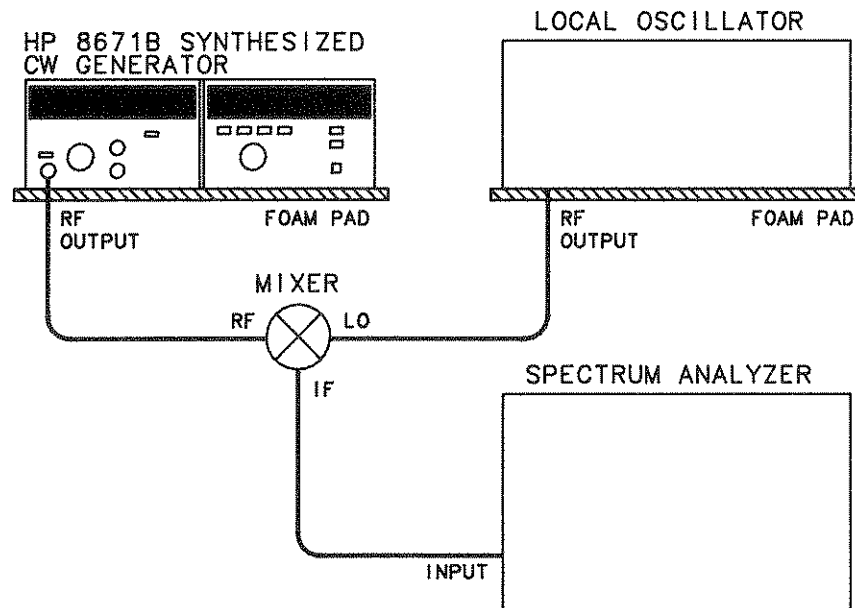 HP 8671B SYNTHESIZED
CW GENERATOR
LOCAL OSCILLATOR
RF
OUTPUT
FOAM PAD
RF
OUTPUT
FOAM PAD
MIXER
RF
LO
IF
SPECTRUM ANALYZER
INPUT